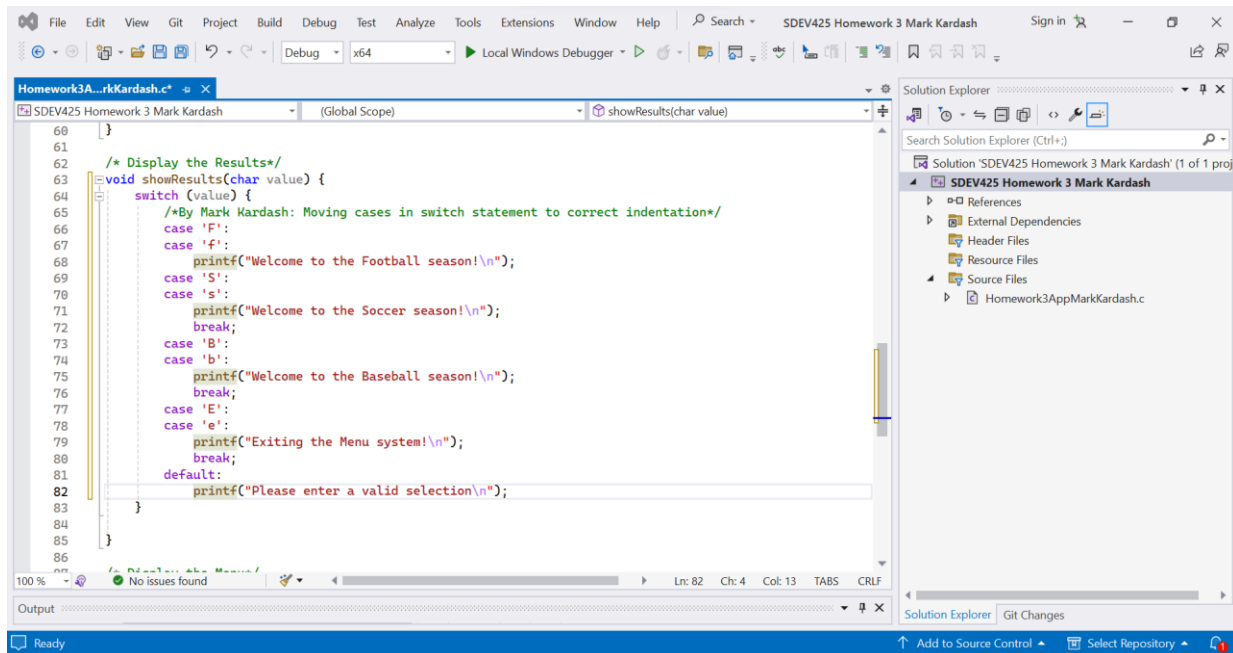 File Edit View Git Project Build Debug Test Analyze Tools Extensions Window Help Search SDEV425 Homework 3 Mark Kardash Sign in
Debug x64 Local Windows Debugger
Homework3A...rkKardash.c*
SDEV425 Homework 3 Mark Kardash (Global Scope) showResults(char value)
60 }
61
62 /* Display the Results*/
63 void showResults(char value) {
64 switch (value) {
65 /*By Mark Kardash: Moving cases in switch statement to correct indentation*/
66 case 'F':
67 case 'f':
68 printf("Welcome to the Football season!\n");
69 case 'S':
70 case 's':
71 printf("Welcome to the Soccer season!\n");
72 break;
73 case 'B':
74 case 'b':
75 printf("Welcome to the Baseball season!\n");
76 break;
77 case 'E':
78 case 'e':
79 printf("Exiting the Menu system!\n");
80 break;
81 default:
82 printf("Please enter a valid selection\n");
83 }
84
85 }
86
87 /* Display the Menu*/
100 % No issues found Ln: 82 Ch: 4 Col: 13 TABS CRLF
Output
Solution Explorer
Search Solution Explorer (Ctrl+;)
Solution 'SDEV425 Homework 3 Mark Kardash' (1 of 1 proj
SDEV425 Homework 3 Mark Kardash
References
External Dependencies
Header Files
Resource Files
Source Files
Homework3AppMarkKardash.c
Solution Explorer Git Changes
Ready Add to Source Control Select Repository 1